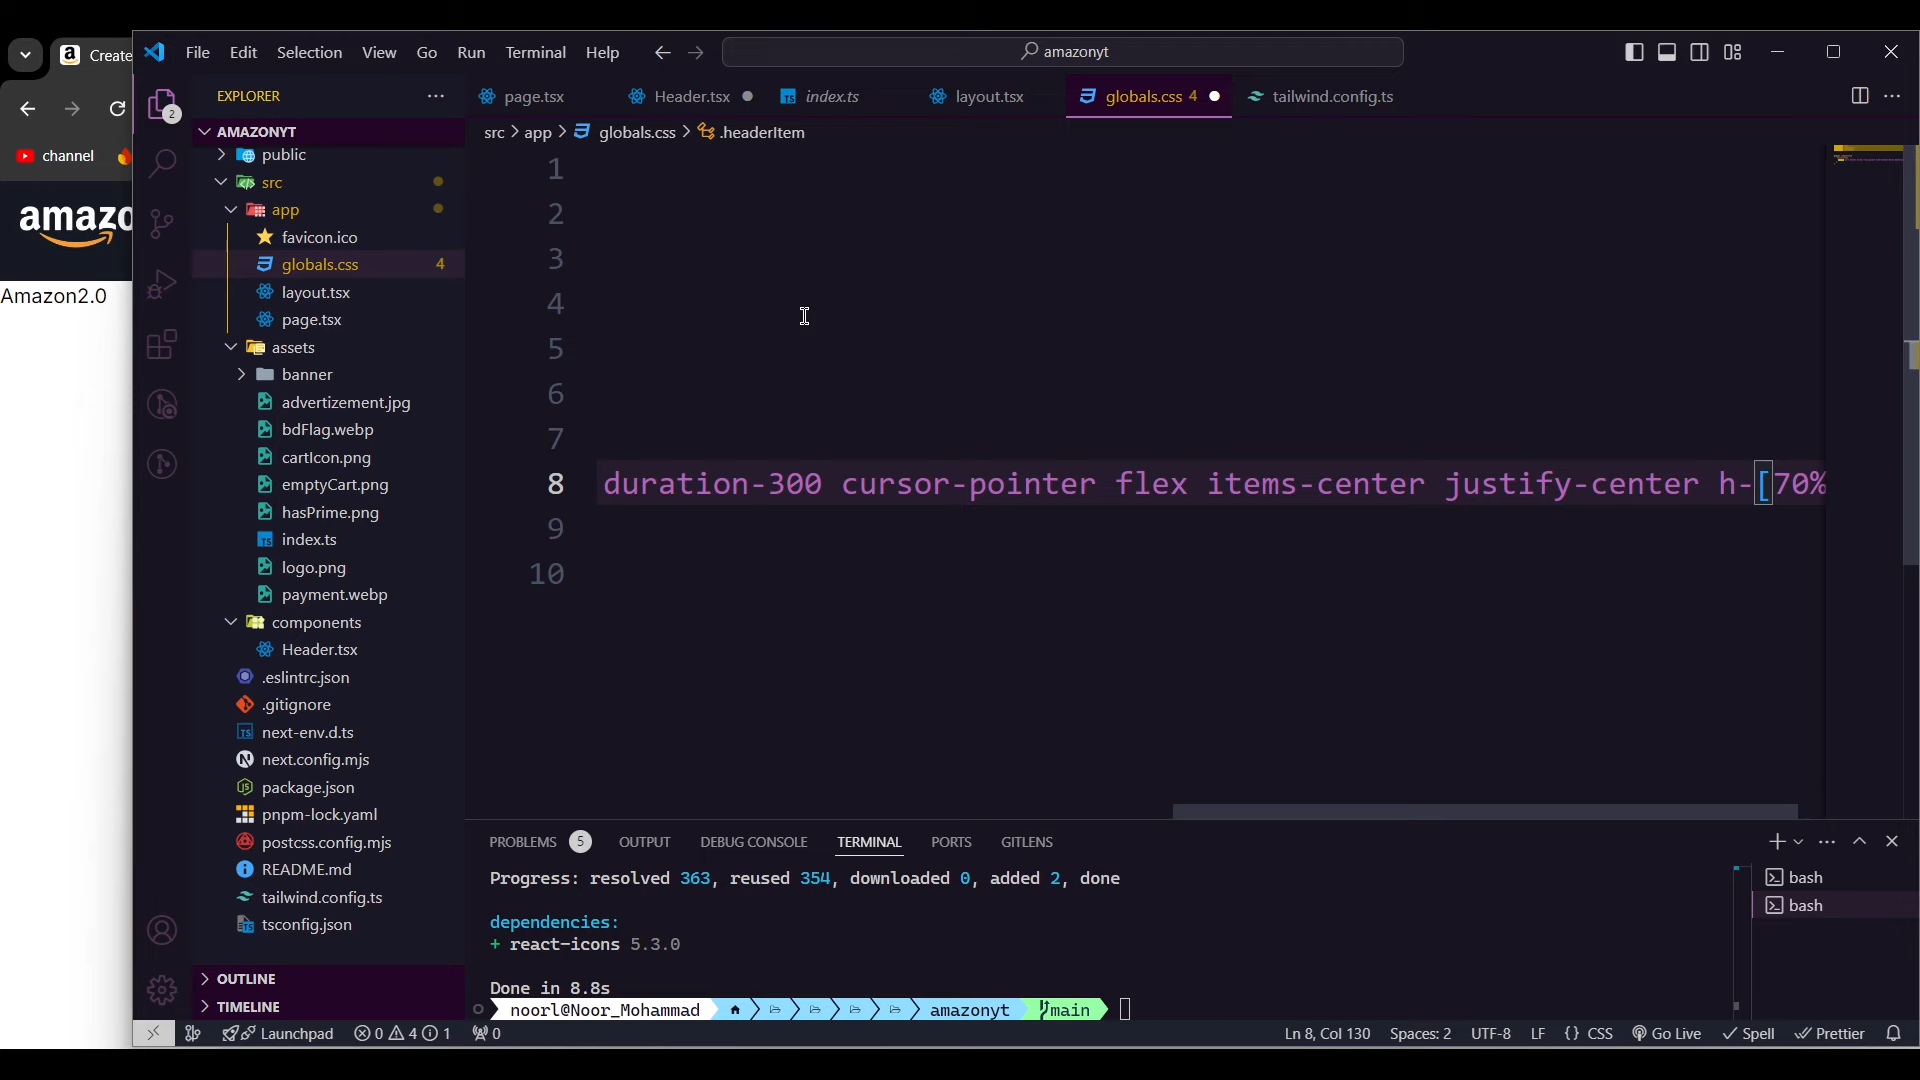 Create
File Edit Selection View Go Run Terminal Help
amazonyt
EXPLORER
page.tsx
Header.tsx
index.ts
layout.tsx
globals.css 4
tailwind.config.ts
2
AMAZONYT
src > app > globals.css > .headerItem
channel
public
src
app
favicon.ico
globals.css 4
layout.tsx
page.tsx
assets
banner
advertizement.jpg
bdFlag.webp
cartIcon.png
emptyCart.png
hasPrime.png
index.ts
logo.png
payment.webp
components
Header.tsx
.eslintrc.json
.gitignore
next-env.d.ts
next.config.mjs
package.json
pnpm-lock.yaml
postcss.config.mjs
README.md
tailwind.config.ts
tsconfig.json
OUTLINE
TIMELINE
amazo
Amazon2.0
1
2
3
4
5
6
7
8 duration-300 cursor-pointer flex items-center justify-center h-[70%
9
10
PROBLEMS 5 OUTPUT DEBUG CONSOLE TERMINAL PORTS GITLENS
Progress: resolved 363, reused 354, downloaded 0, added 2, done
dependencies:
+ react-icons 5.3.0
Done in 8.8s
noorl@Noor_Mohammad amazonyt main
bash
bash
Launchpad 0 4 1 0
Ln 8, Col 130 Spaces: 2 UTF-8 LF {} CSS Go Live Spell Prettier